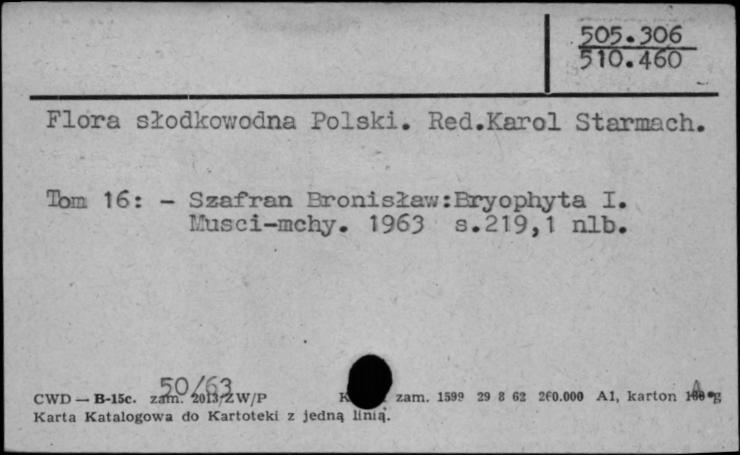 505.306
510.460
Flora słodkowodna Polski. Red.Karol Starmach.
Tom 16: - Szafran Bronisław:Bryophyta I.
Musci-mchy. 1963 s.219,1 nlb.
50/63
CWD — B-15c. zam. 2013/ZW/P zam. 1599 29 8 62 260.000 A1, karton g
Karta Katalogowa do Kartoteki z jedną linią.